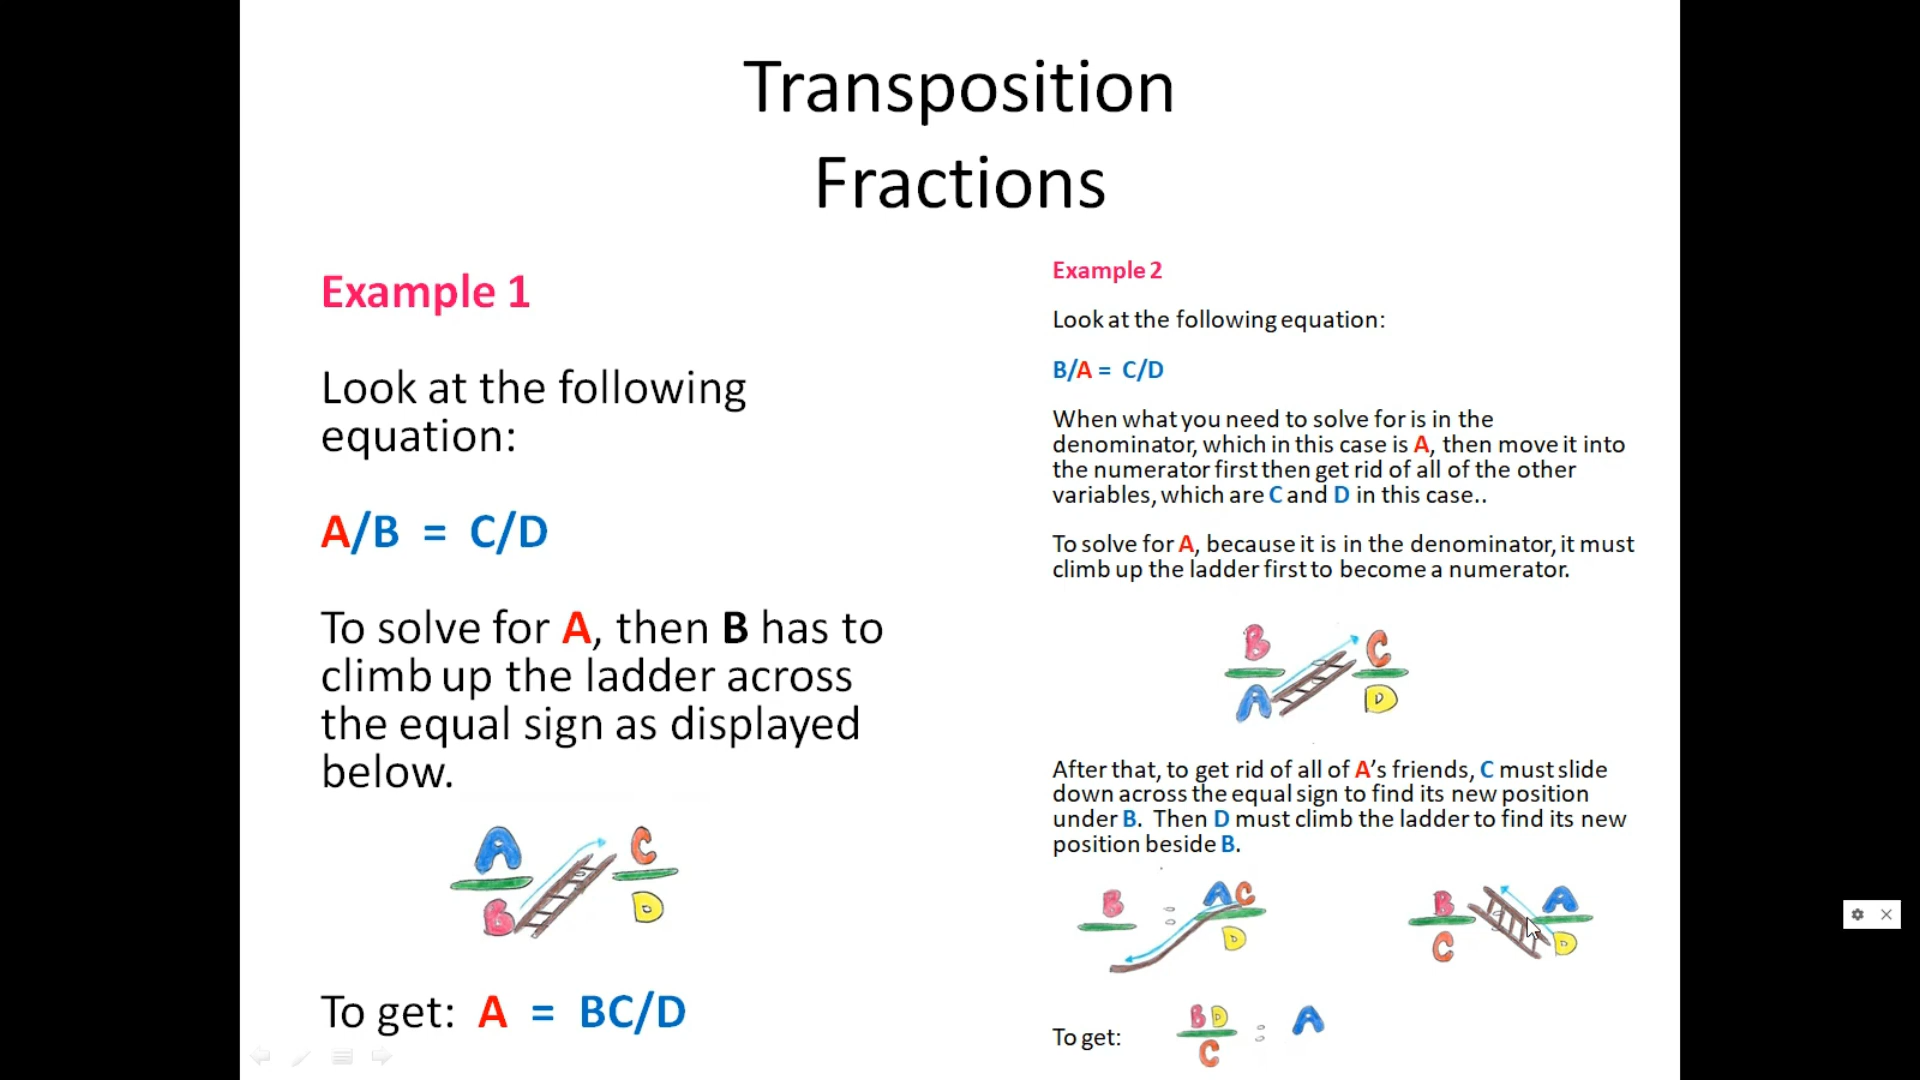 Transposition
Fractions
Example 1
Look at the following
equation:
A/B = C/D
To solve for A, then B has to
climb up the ladder across
the equal sign as displayed
below.
A
C
B
D
To get: A = BC/D
Example 2
Look at the following equation:
B/A = C/D
When what you need to solve for is in the
denominator, which in this case is A, then move it into
the numerator first then get rid of all of the other
variables, which are C and D in this case..
To solve for A, because it is in the denominator, it must
climb up the ladder first to become a numerator.
B
C
A
D
After that, to get rid of all of A's friends, C must slide
down across the equal sign to find its new position
under B. Then D must climb the ladder to find its new
position beside B.
B = AC
D
B
A
C
D
To get: BD = A
C